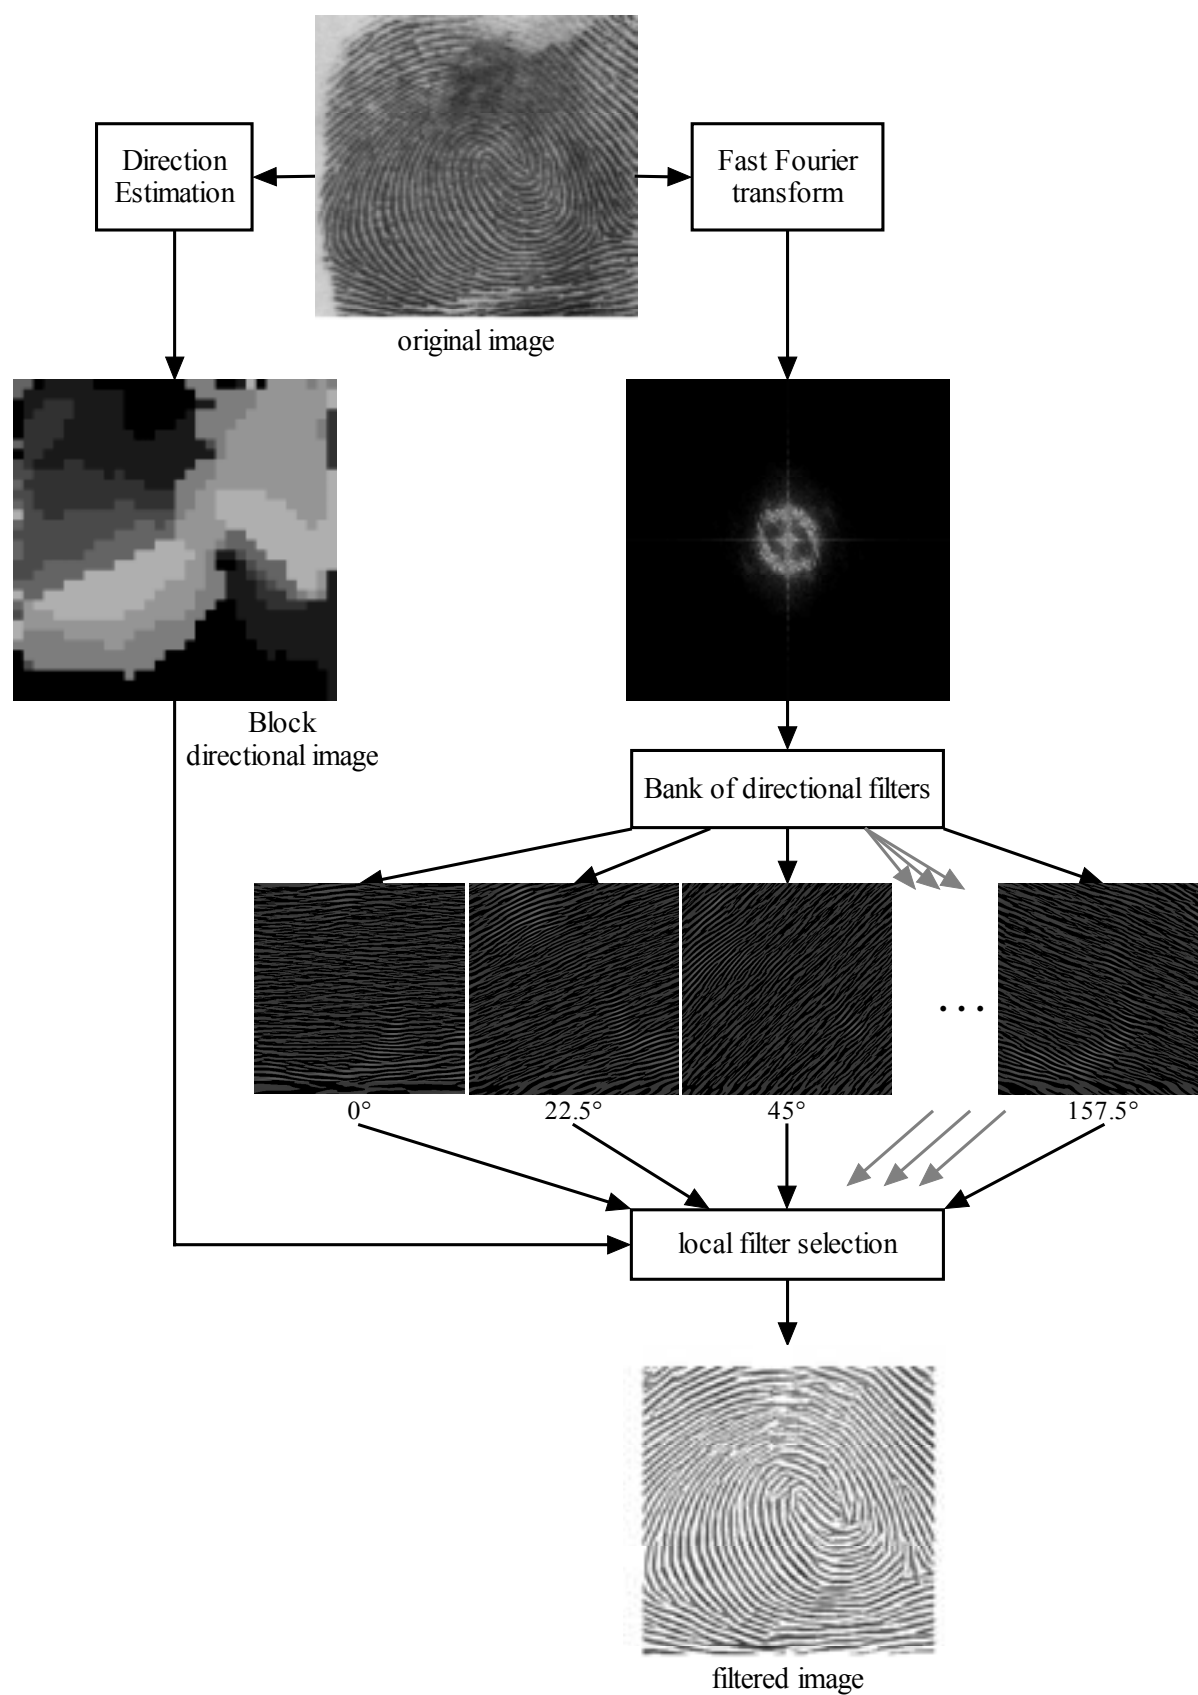 Direction
Estimation
Fast Fourier
transform
original image
Block
directional image
Bank of directional filters
...
0°
22.5°
45°
157.5°
local filter selection
filtered image